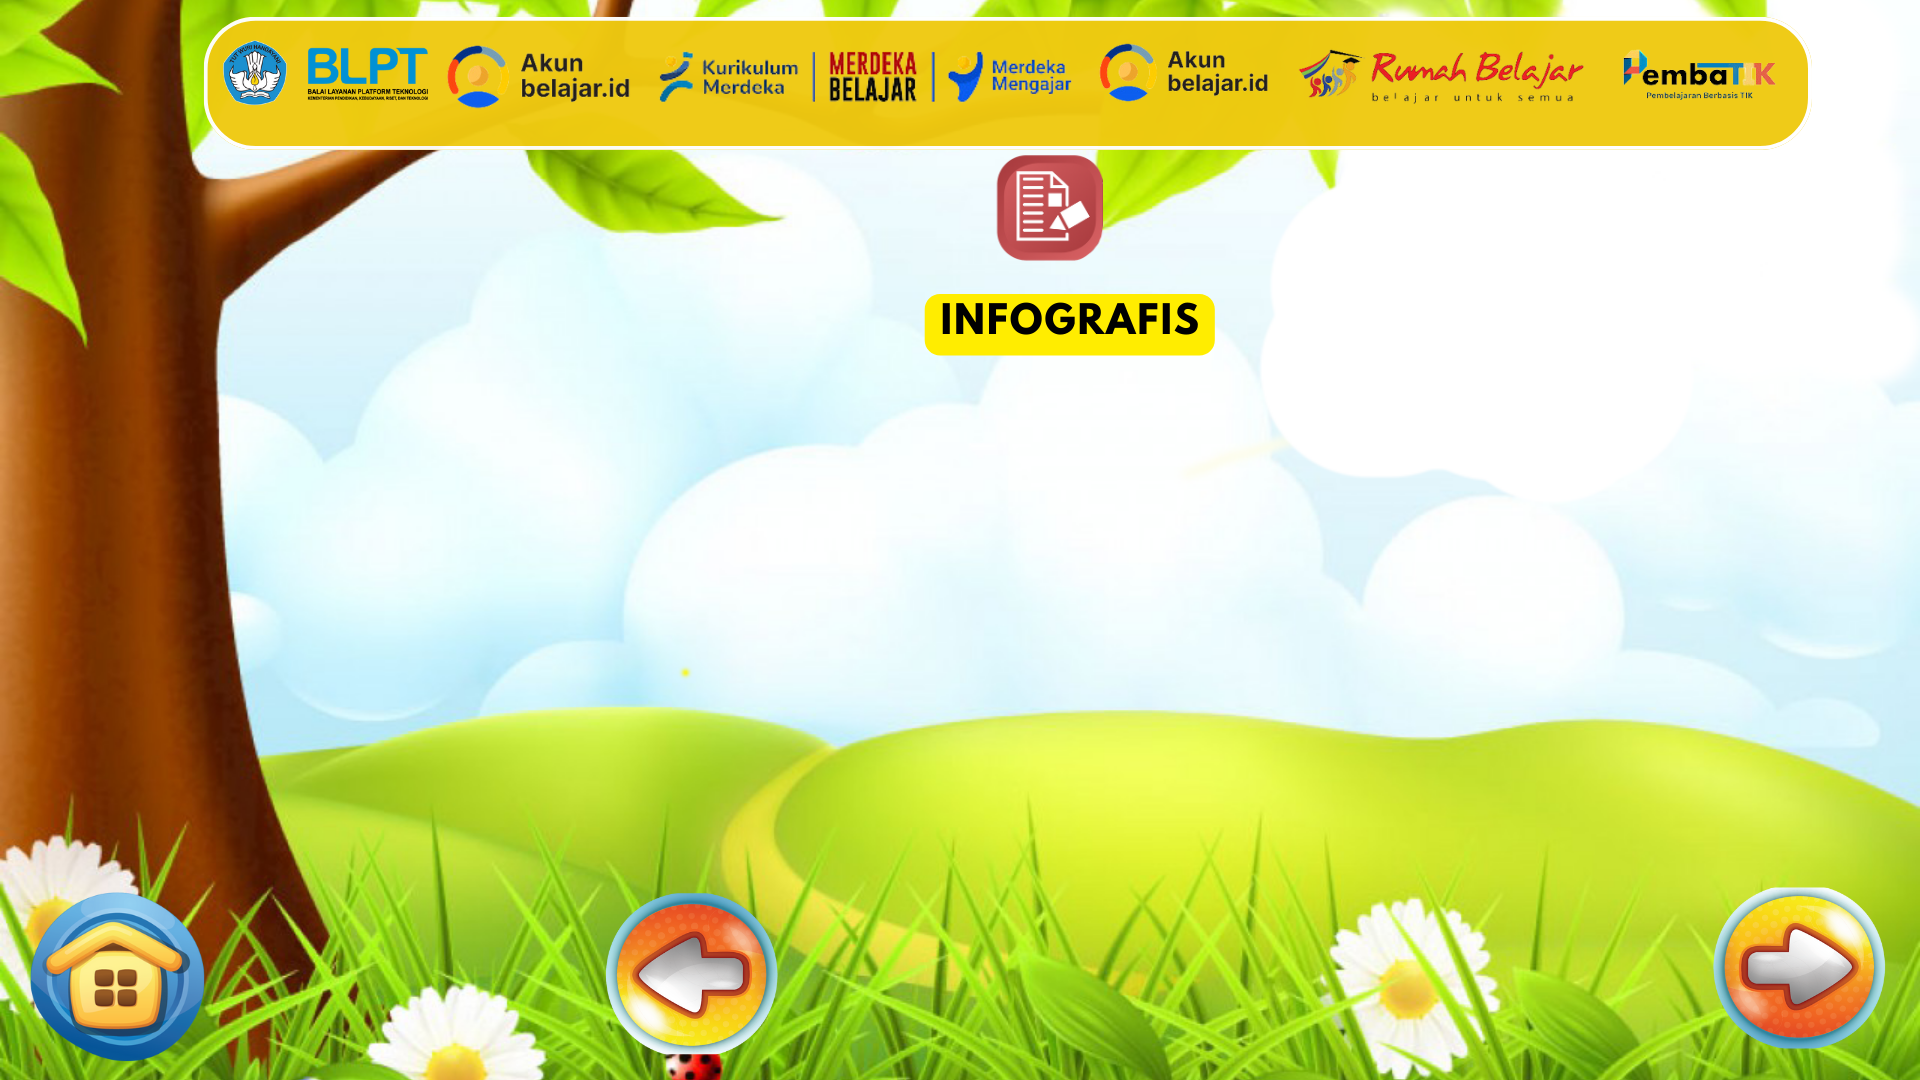 TUT WURI HANDAYANI
BLPT
BALAI LAYANAN PLATFORM TEKNOLOGI
KEMENTERIAN PENDIDIKAN, KEBUDAYAAN, RISET, DAN TEKNOLOGI
Akun
belajar.id
Kurikulum
Merdeka
MERDEKA
BELAJAR
Merdeka
Mengajar
Akun
belajar.id
Rumah Belajar
belajar untuk semua
PembaTIK
Pembelajaran Berbasis TIK
INFOGRAFIS